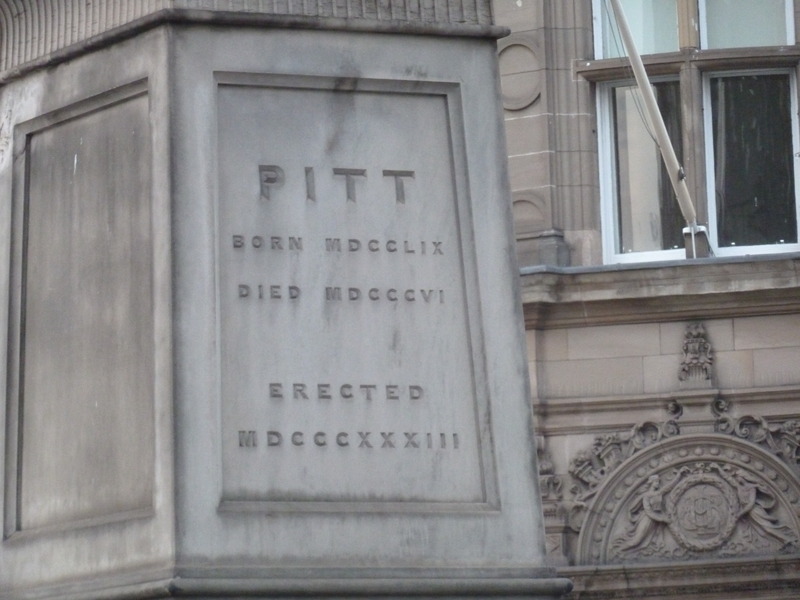 PITT
BORN MDCCLIX
DIED MDCCCVI
ERECTED
MDCCCXXXIII